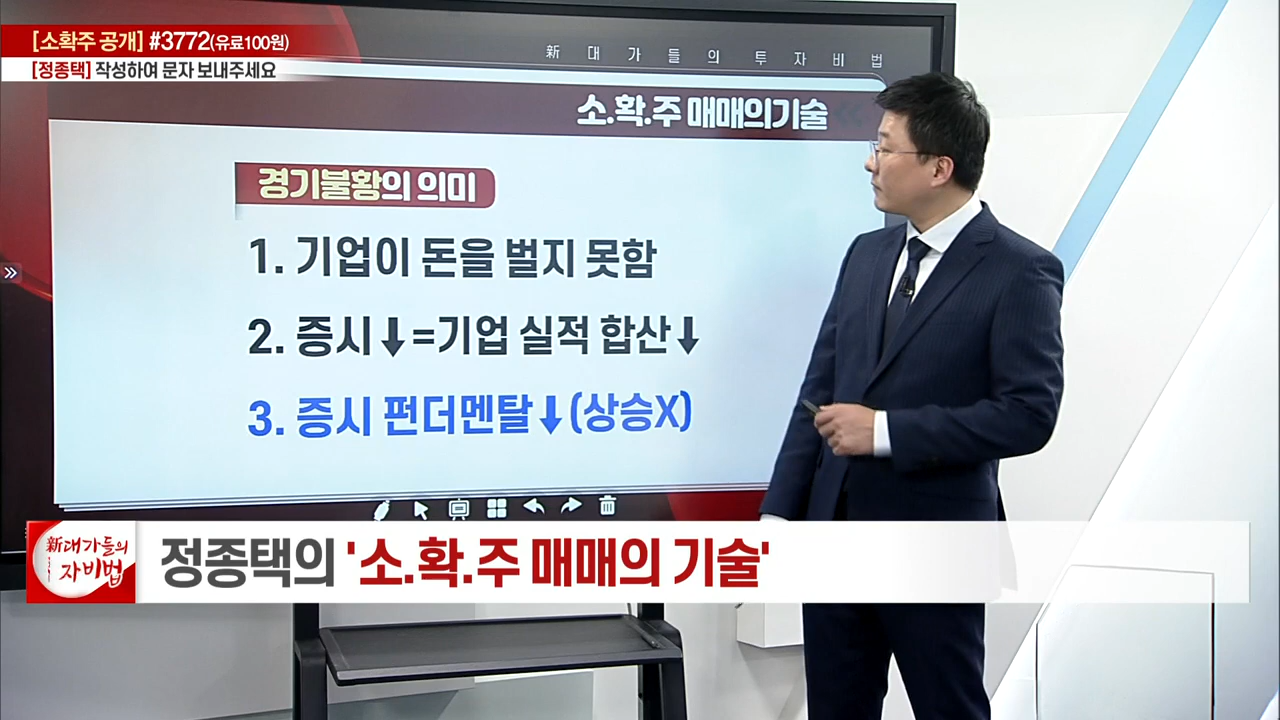 [소확주 공개] #3772(유료100원)
[정종택] 작성하여 문자 보내주세요
新 대 가 들 의 투 자 비 법
소.확.주 매매의기술
경기불황의 의미
1. 기업이 돈을 벌지 못함
2. 증시↓=기업 실적 합산↓
3. 증시 펀더멘탈↓(상승X)
新대가들의
자비법
정종택의 '소.확.주 매매의 기술'